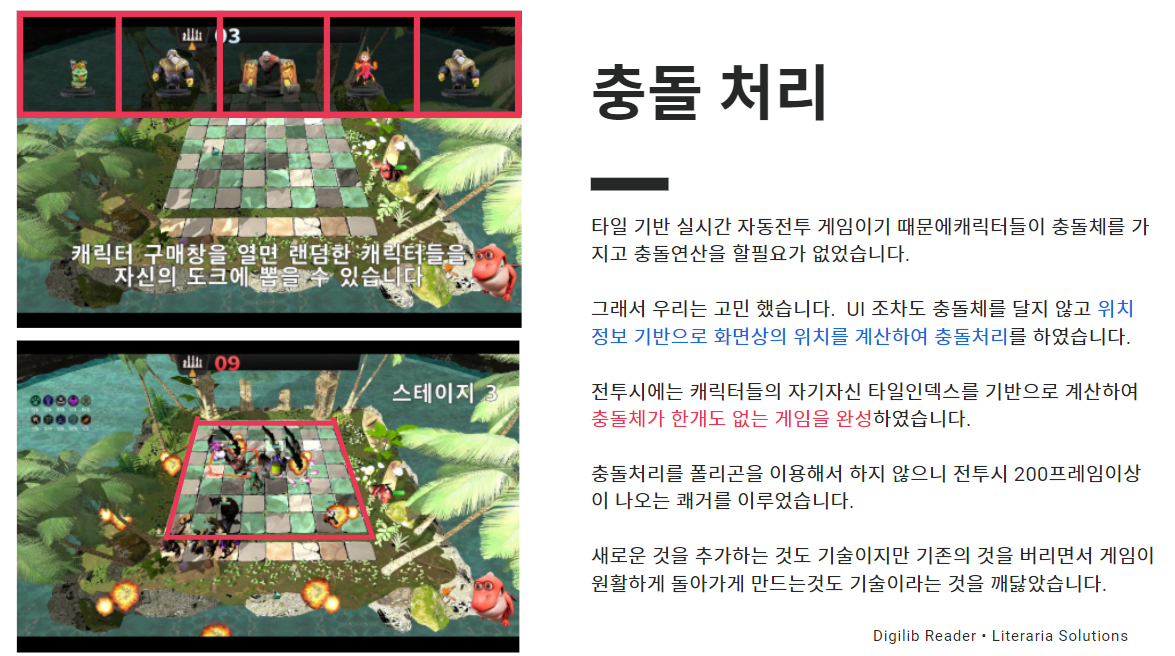 03
캐릭터 구매창을 열면 랜덤한 캐릭터들을
자신의 도크에 뽑을 수 있습니다
09
스테이지 3
충돌 처리
타일 기반 실시간 자동전투 게임이기 때문에캐릭터들이 충돌체를 가
지고 충돌연산을 할필요가 없었습니다.
그래서 우리는 고민 했습니다.  UI 조차도 충돌체를 달지 않고 위치
정보 기반으로 화면상의 위치를 계산하여 충돌처리를 하였습니다.
전투시에는 캐릭터들의 자기자신 타일인덱스를 기반으로 계산하여
충돌체가 한개도 없는 게임을 완성하였습니다.
충돌처리를 폴리곤을 이용해서 하지 않으니 전투시 200프레임이상
이 나오는 쾌거를 이루었습니다.
새로운 것을 추가하는 것도 기술이지만 기존의 것을 버리면서 게임이
원활하게 돌아가게 만드는것도 기술이라는 것을 깨닳았습니다.
Digilib Reader • Literaria Solutions